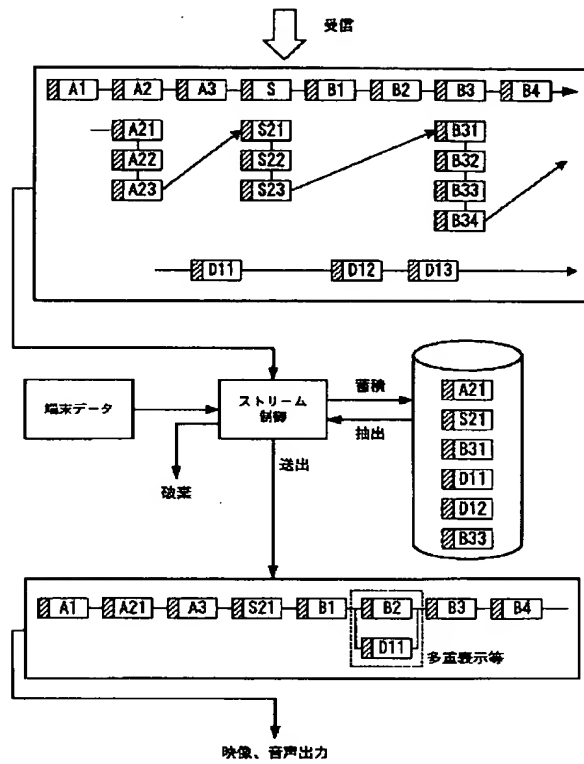 受信
A1 A2 A3 S B1 B2 B3 B4
A21 S21 B31
A22 S22 B32
A23 S23 B33
B34
D11 D12 D13
端末データ
ストリーム
制御
蓄積
抽出
破棄
送出
A21
S21
B31
D11
D12
B33
A1 A21 A3 S21 B1 B2 B3 B4
D11
多重表示等
映像、音声出力